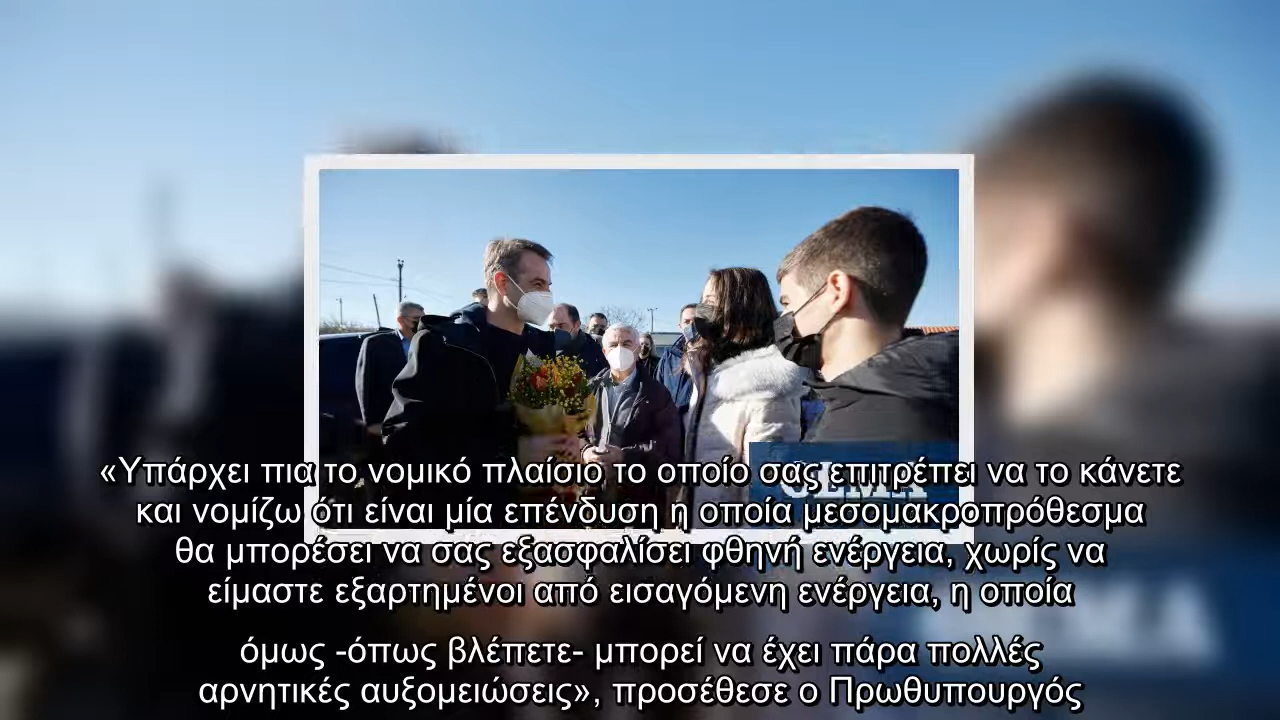 «Υπάρχει πια το νομικό πλαίσιο το οποίο σας επιτρέπει να το κάνετε
και νομίζω ότι είναι μία επένδυση η οποία μεσομακροπρόθεσμα
θα μπορέσει να σας εξασφαλίσει φθηνή ενέργεια, χωρίς να
είμαστε εξαρτημένοι από εισαγόμενη ενέργεια, η οποία
όμως -όπως βλέπετε- μπορεί να έχει πάρα πολλές
αρνητικές αυξομειώσεις», προσέθεσε ο Πρωθυπουργός